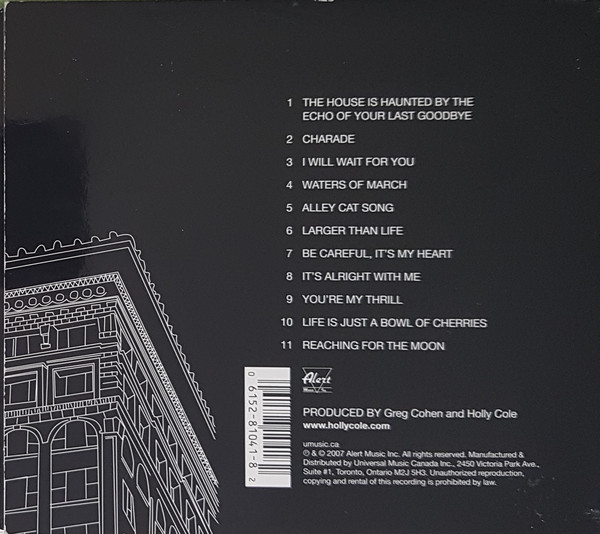 1 THE HOUSE IS HAUNTED BY THE
ECHO OF YOUR LAST GOODBYE
2 CHARADE
3 I WILL WAIT FOR YOU
4 WATERS OF MARCH
5 ALLEY CAT SONG
6 LARGER THAN LIFE
7 BE CAREFUL, IT'S MY HEART
8 IT'S ALRIGHT WITH ME
9 YOU'RE MY THRILL
10 LIFE IS JUST A BOWL OF CHERRIES
11 REACHING FOR THE MOON
Alert
0 6152-81041-8 2
PRODUCED BY Greg Cohen and Holly Cole
www.hollycole.com
umusic.ca
℗ & © 2007 Alert Music Inc. All rights reserved. Manufactured &
Distributed by Universal Music Canada Inc., 2450 Victoria Park Ave.,
Suite #1, Toronto, Ontario M2J 5H3. Unauthorized reproduction,
copying and rental of this recording is prohibited by law.